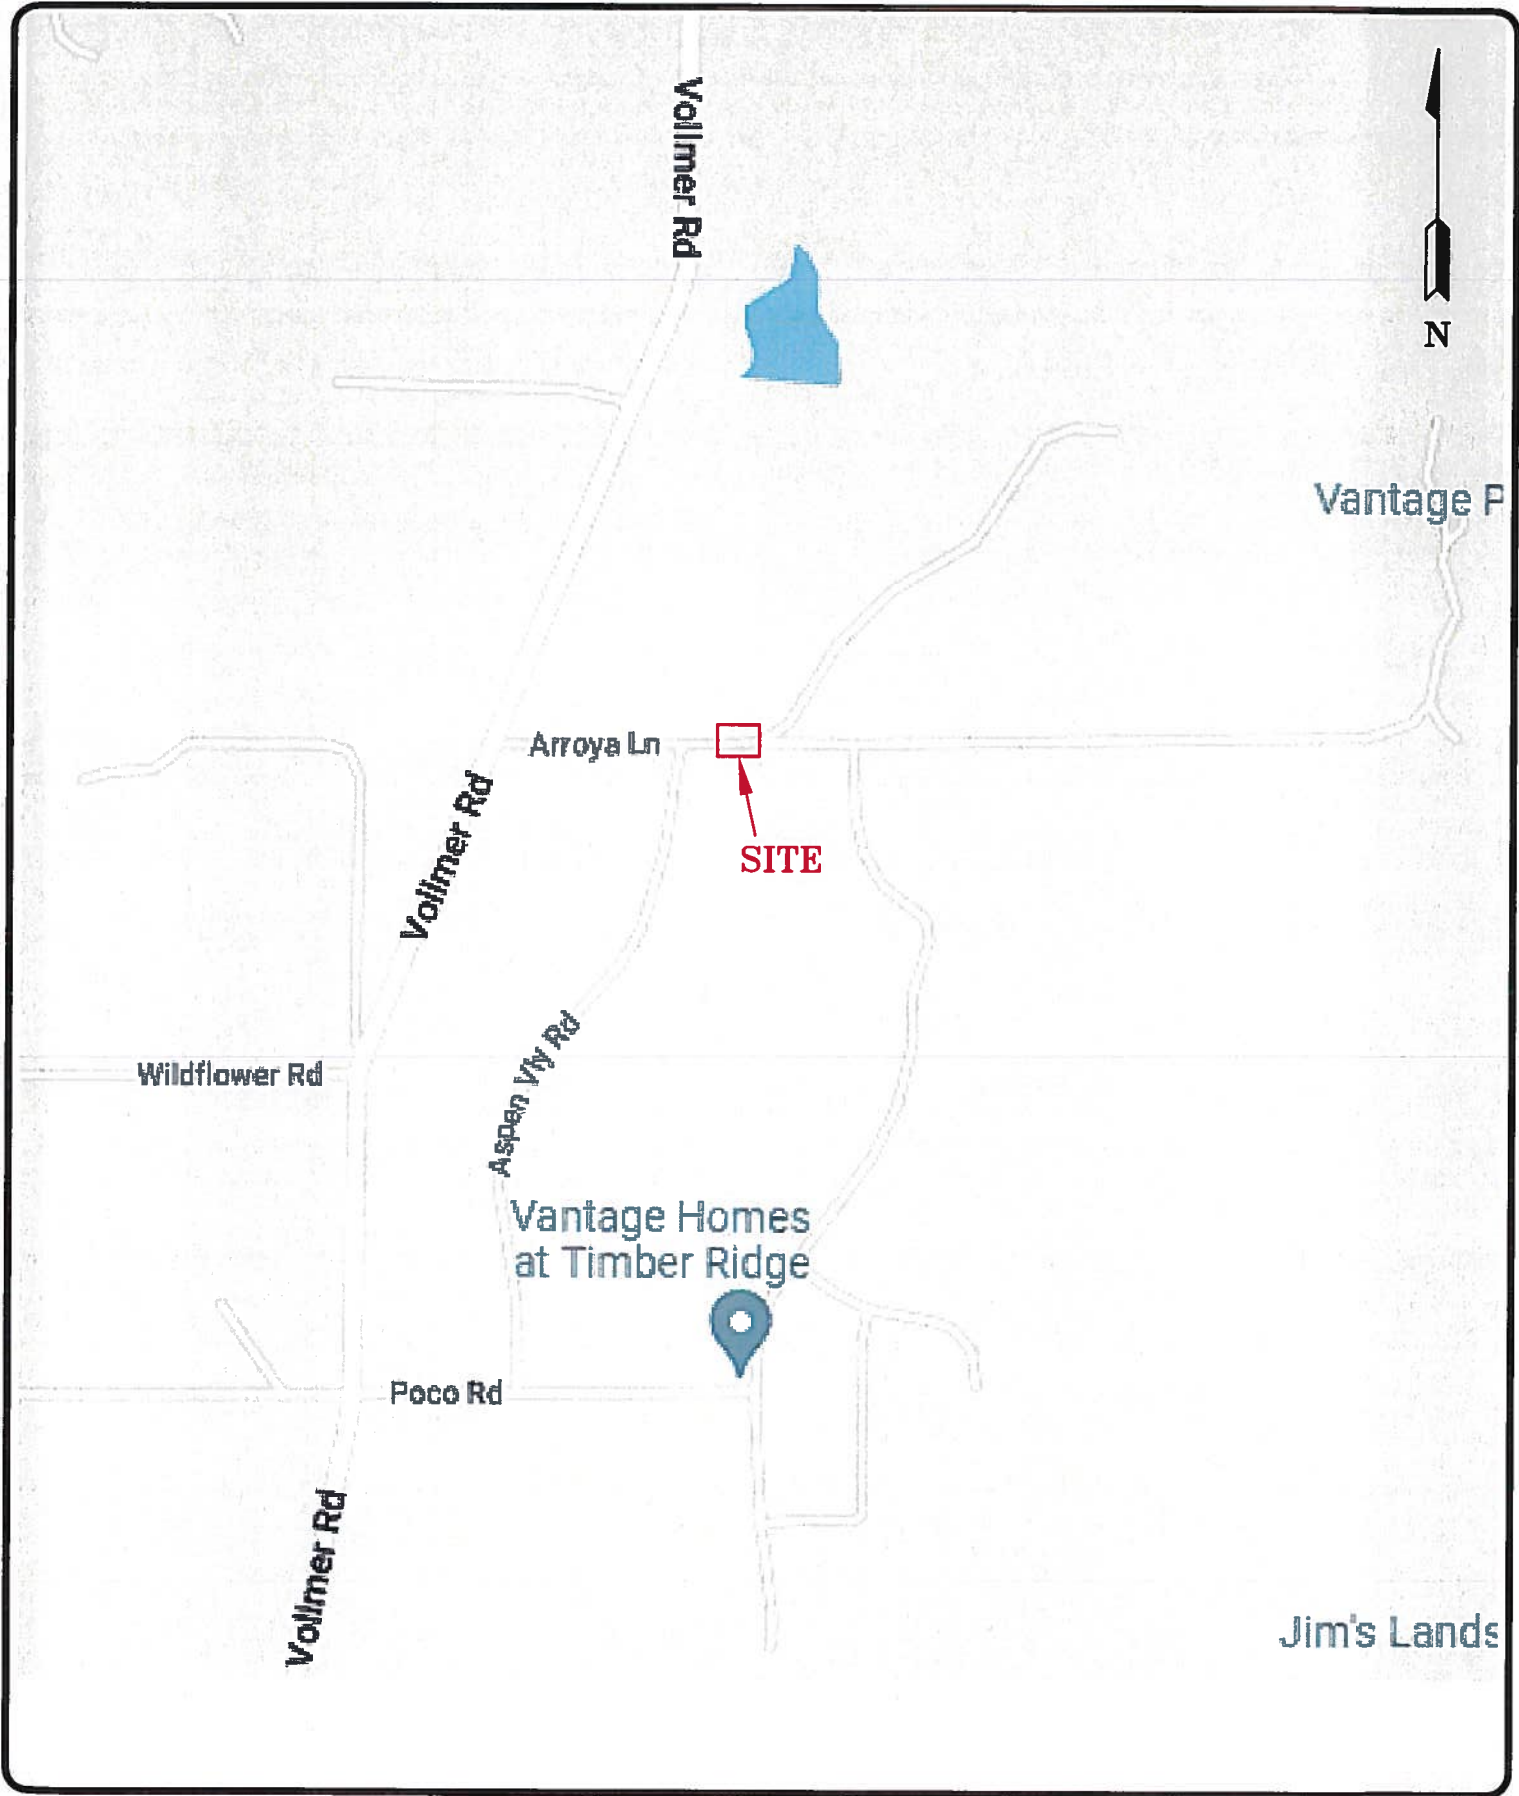 Vollmer Rd
N
Vantage P
Arroya Ln
SITE
Vollmer Rd
Aspen Vly Rd
Wildflower Rd
Vantage Homes
at Timber Ridge
Poco Rd
Vollmer Rd
Jim's Lands